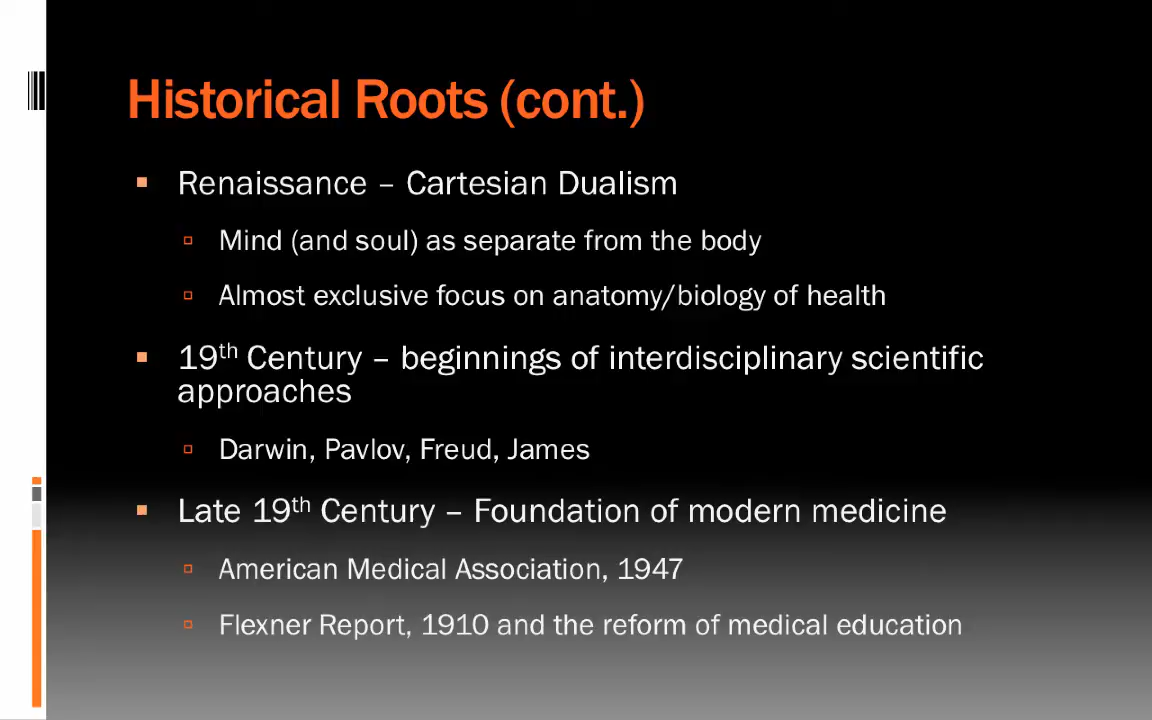 Historical Roots (cont.)
Renaissance – Cartesian Dualism
Mind (and soul) as separate from the body
Almost exclusive focus on anatomy/biology of health
19th Century – beginnings of interdisciplinary scientific
approaches
Darwin, Pavlov, Freud, James
Late 19th Century – Foundation of modern medicine
American Medical Association, 1947
Flexner Report, 1910 and the reform of medical education